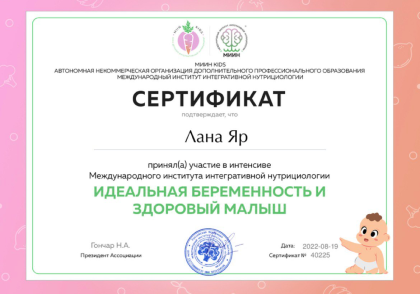 МИИН
МИИН KIDS
АВТОНОМНАЯ НЕКОММЕРЧЕСКАЯ ОРГАНИЗАЦИЯ ДОПОЛНИТЕЛЬНОГО ПРОФЕССИОНАЛЬНОГО ОБРАЗОВАНИЯ
МЕЖДУНАРОДНЫЙ ИНСТИТУТ ИНТЕГРАТИВНОЙ НУТРИЦИОЛОГИИ
СЕРТИФИКАТ
подтверждает, что
Лана Яр
принял(а) участие в интенсиве
Международного института интегративной нутрициологии
ИДЕАЛЬНАЯ БЕРЕМЕННОСТЬ И
ЗДОРОВЫЙ МАЛЫШ
Гончар Н.А.
Президент Ассоциации
Дата: 2022-08-19
Сертификат № 40225